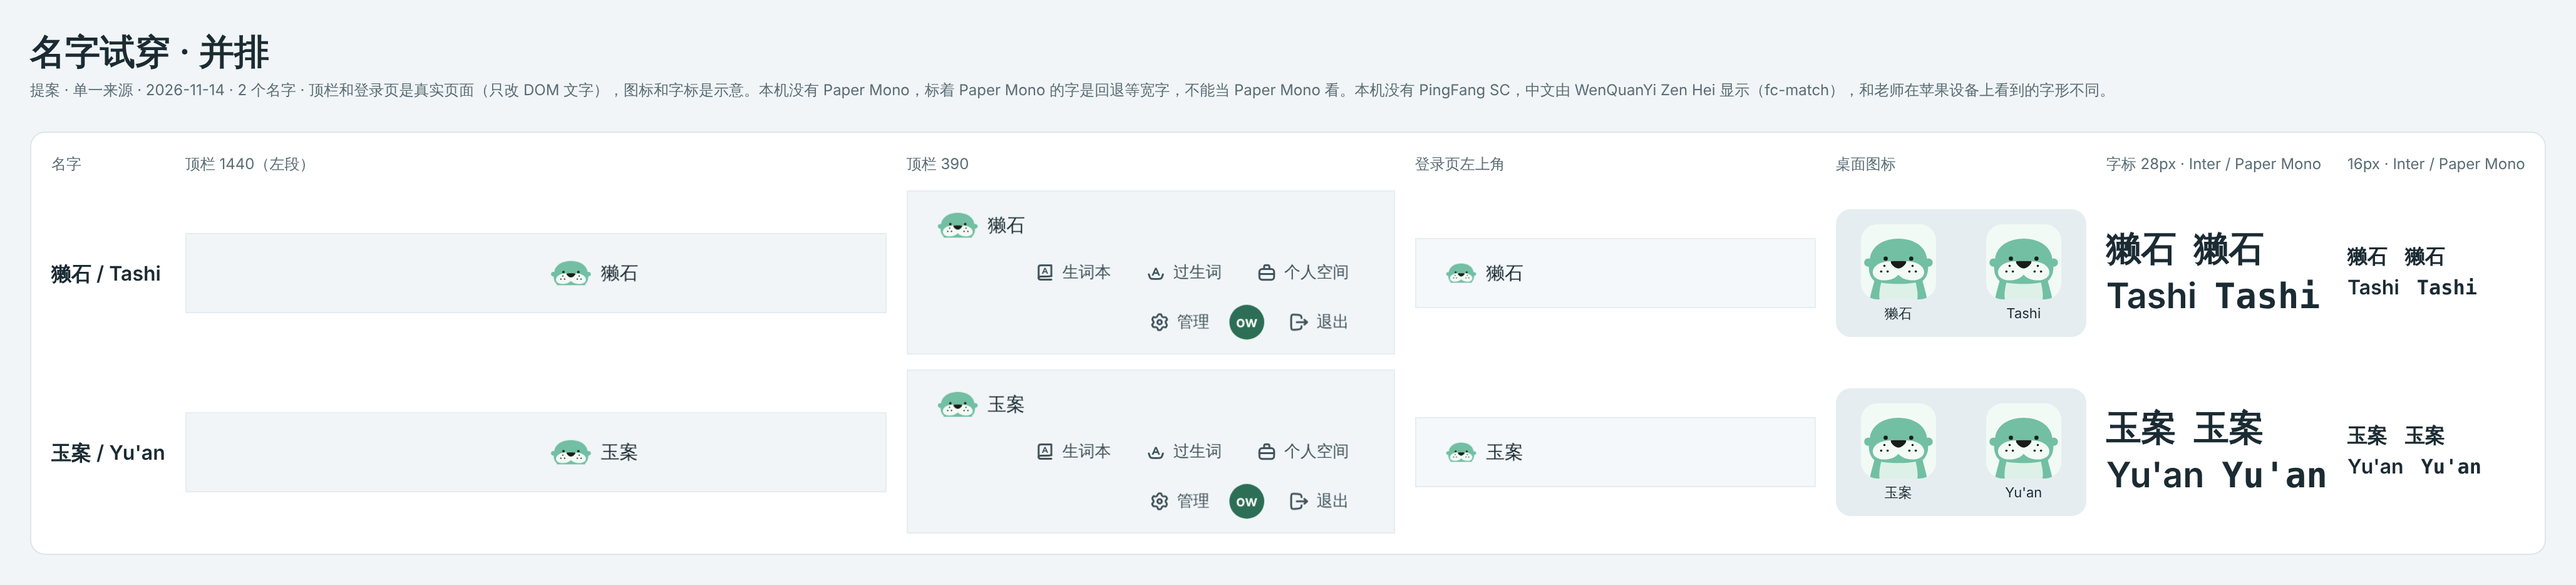 名字试穿 · 并排
提案 · 单一来源 · 2026-11-14 · 2 个名字 · 顶栏和登录页是真实页面（只改 DOM 文字），图标和字标是示意。本机没有 Paper Mono，标着 Paper Mono 的字是回退等宽字，不能当 Paper Mono 看。本机没有 PingFang SC，中文由 WenQuanYi Zen Hei 显示（fc-match），和老师在苹果设备上看到的字形不同。
名字 顶栏 1440（左段） 顶栏 390 登录页左上角 桌面图标 字标 28px · Inter / Paper Mono 16px · Inter / Paper Mono
獭石 / Tashi
獭石
獭石
生词本 过生词 个人空间
管理 ow 退出
獭石
獭石 Tashi
獭石 獭石
Tashi Tashi
獭石 獭石
Tashi Tashi
玉案 / Yu'an
玉案
玉案
生词本 过生词 个人空间
管理 ow 退出
玉案
玉案 Yu'an
玉案 玉案
Yu'an Yu'an
玉案 玉案
Yu'an Yu'an